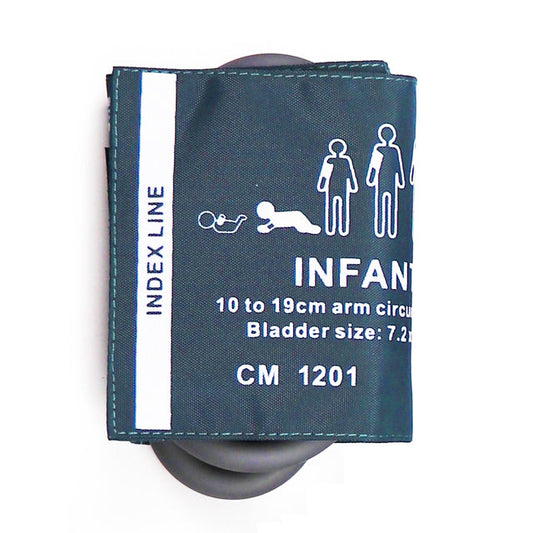 INDEX LINE
INFANT
10 to 19cm arm circu
Bladder size: 7.2
CM 1201